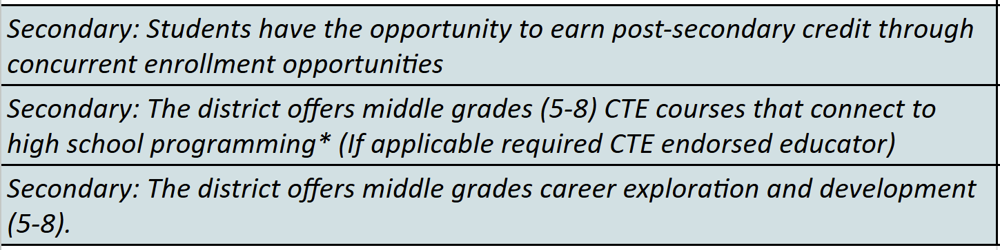 Secondary: Students have the opportunity to earn post-secondary credit through
concurrent enrollment opportunities
Secondary: The district offers middle grades (5-8) CTE courses that connect to
high school programming* (If applicable required CTE endorsed educator)
Secondary: The district offers middle grades career exploration and development
(5-8).